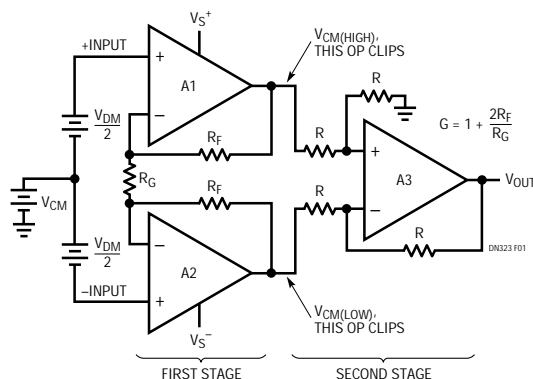 VS+
VCM(HIGH),
THIS OP CLIPS
+INPUT
+
A1
−
VDM
2
RF
RG
RF
VCM
VDM
2
−
A2
+
−INPUT
VS−
R
R
+
A3
−
R
R
G = 1 + 2RF
RG
VOUT
DN323 F01
VCM(LOW),
THIS OP CLIPS
FIRST STAGE
SECOND STAGE